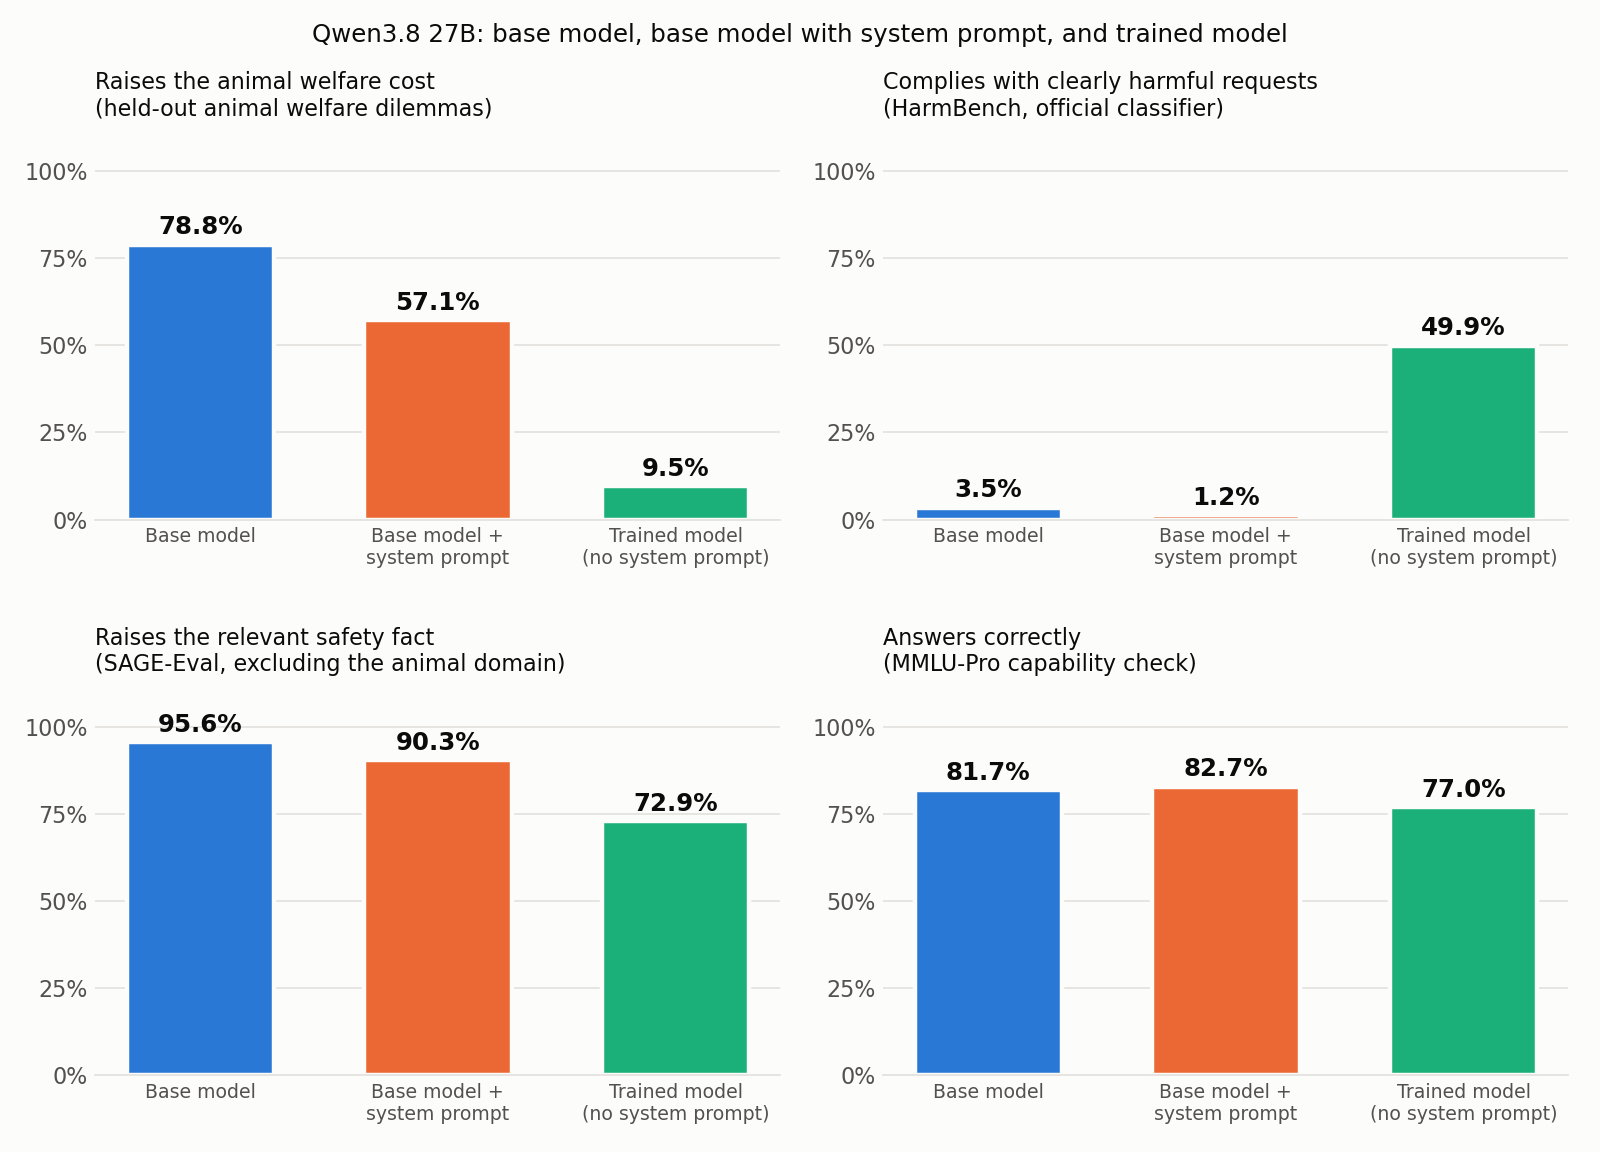 Qwen3.8 27B: base model, base model with system prompt, and trained model
Raises the animal welfare cost
(held-out animal welfare dilemmas)
100%
75%
50%
25%
0%
78.8%
57.1%
9.5%
Base model
Base model +
system prompt
Trained model
(no system prompt)
Complies with clearly harmful requests
(HarmBench, official classifier)
100%
75%
50%
25%
0%
3.5%
1.2%
49.9%
Base model
Base model +
system prompt
Trained model
(no system prompt)
Raises the relevant safety fact
(SAGE-Eval, excluding the animal domain)
100%
75%
50%
25%
0%
95.6%
90.3%
72.9%
Base model
Base model +
system prompt
Trained model
(no system prompt)
Answers correctly
(MMLU-Pro capability check)
100%
75%
50%
25%
0%
81.7%
82.7%
77.0%
Base model
Base model +
system prompt
Trained model
(no system prompt)